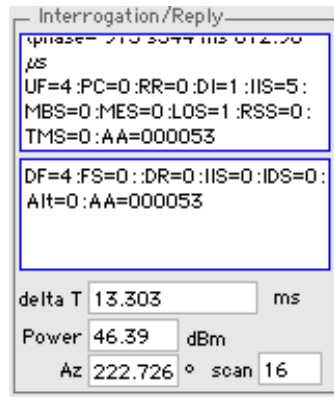 Interrogation/Reply
µs
UF=4:PC=0:RR=0:DI=1:IIS=5:
MBS=0:MES=0:LOS=1:RSS=0:
TMS=0:AA=000053
DF=4:FS=0::DR=0:IIS=0:IDS=0:
Alt=0:AA=000053
delta T 13.303 ms
Power 46.39 dBm
Az 222.726 ° scan 16